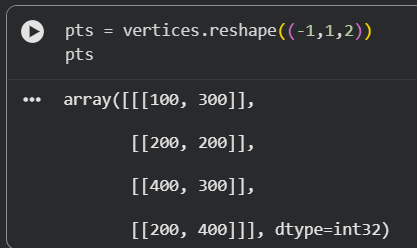 pts = vertices.reshape((-1,1,2))
pts
array([[[100, 300]],
[[200, 200]],
[[400, 300]],
[[200, 400]]], dtype=int32)